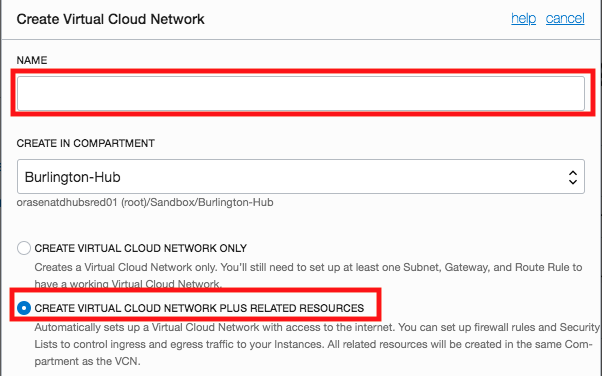 Create Virtual Cloud Network
help cancel
NAME
CREATE IN COMPARTMENT
Burlington-Hub
orasenatdhubsred01 (root)/Sandbox/Burlington-Hub
CREATE VIRTUAL CLOUD NETWORK ONLY
Creates a Virtual Cloud Network only. You'll still need to set up at least one Subnet, Gateway, and Route Rule to
have a working Virtual Cloud Network.
CREATE VIRTUAL CLOUD NETWORK PLUS RELATED RESOURCES
Automatically sets up a Virtual Cloud Network with access to the internet. You can set up firewall rules and Security
Lists to control ingress and egress traffic to your Instances. All related resources will be created in the same Com-
partment as the VCN.